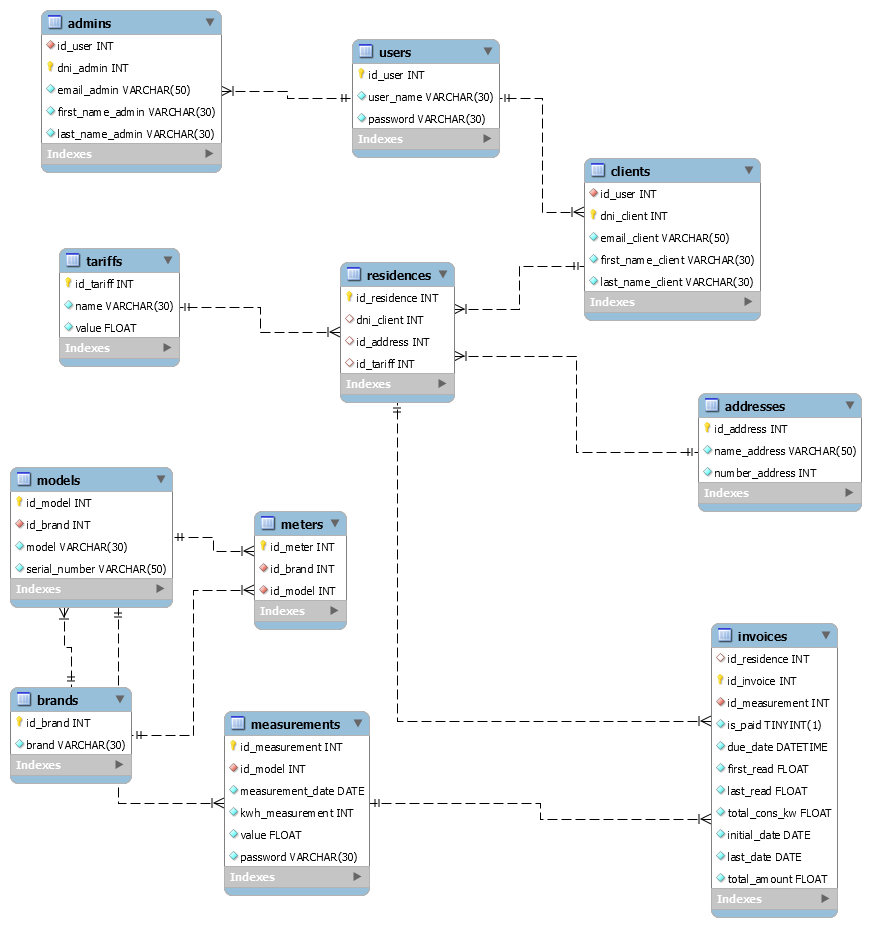 admins
id_user INT
dni_admin INT
email_admin VARCHAR(50)
first_name_admin VARCHAR(30)
last_name_admin VARCHAR(30)
Indexes
users
id_user INT
user_name VARCHAR(30)
password VARCHAR(30)
Indexes
clients
id_user INT
dni_client INT
email_client VARCHAR(50)
first_name_client VARCHAR(30)
last_name_client VARCHAR(30)
Indexes
tariffs
id_tariff INT
name VARCHAR(30)
value FLOAT
Indexes
residences
id_residence INT
dni_client INT
id_address INT
id_tariff INT
Indexes
addresses
id_address INT
name_address VARCHAR(50)
number_address INT
Indexes
models
id_model INT
id_brand INT
model VARCHAR(30)
serial_number VARCHAR(50)
Indexes
meters
id_meter INT
id_brand INT
id_model INT
Indexes
brands
id_brand INT
brand VARCHAR(30)
Indexes
measurements
id_measurement INT
id_model INT
measurement_date DATE
kwh_measurement INT
value FLOAT
password VARCHAR(30)
Indexes
invoices
id_residence INT
id_invoice INT
id_measurement INT
is_paid TINYINT(1)
due_date DATETIME
first_read FLOAT
last_read FLOAT
total_cons_kw FLOAT
initial_date DATE
last_date DATE
total_amount FLOAT
Indexes